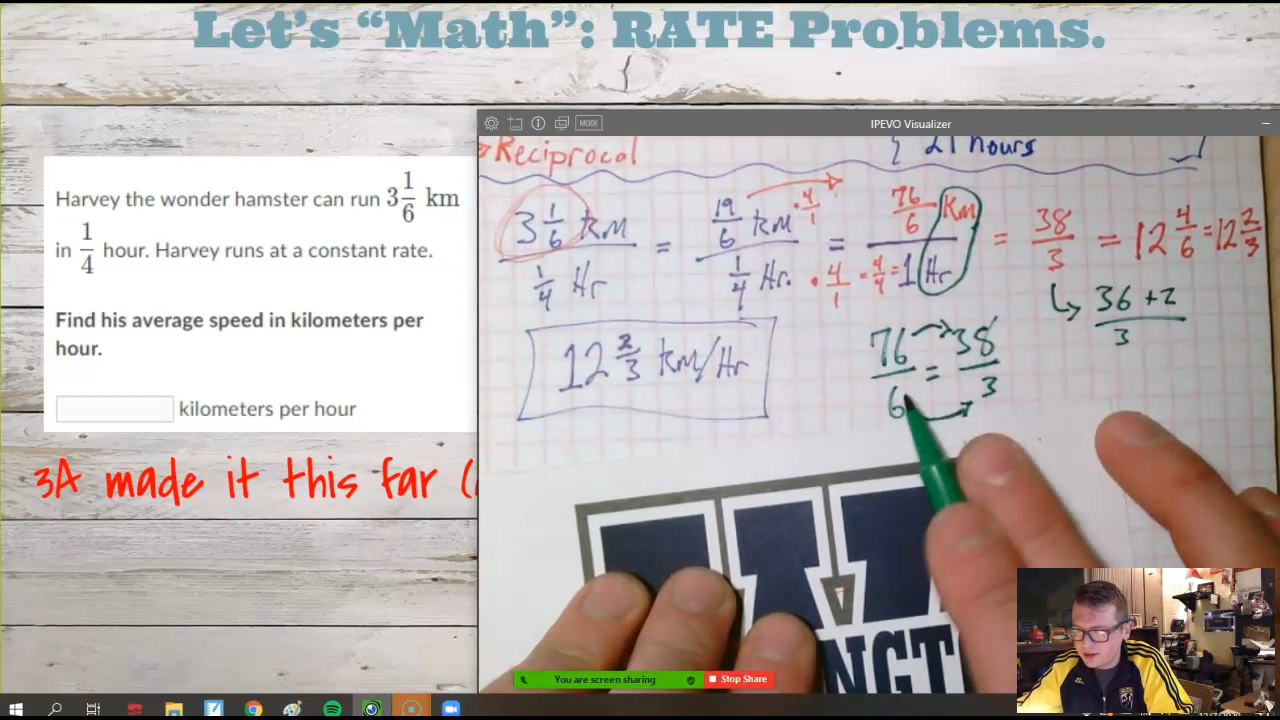 Let's “Math”: RATE Problems.
IPEVO Visualizer
MODE
Reciprocal
21 hours
Harvey the wonder hamster can run 3 1/6 km
in 1/4 hour. Harvey runs at a constant rate.
Find his average speed in kilometers per
hour.
kilometers per hour
3A made it this far (
3 1/6 km / 1/4 Hr = 19/6 km · 4/1 / 1/4 Hr. · 4/1 = 4/4 = 76/6 km / 1 Hr = 38/3 = 12 4/6 = 12 2/3
↳ 36 + 2 / 3
12 2/3 km/Hr
76/6 = 38/3
NGT
You are screen sharing
Stop Share